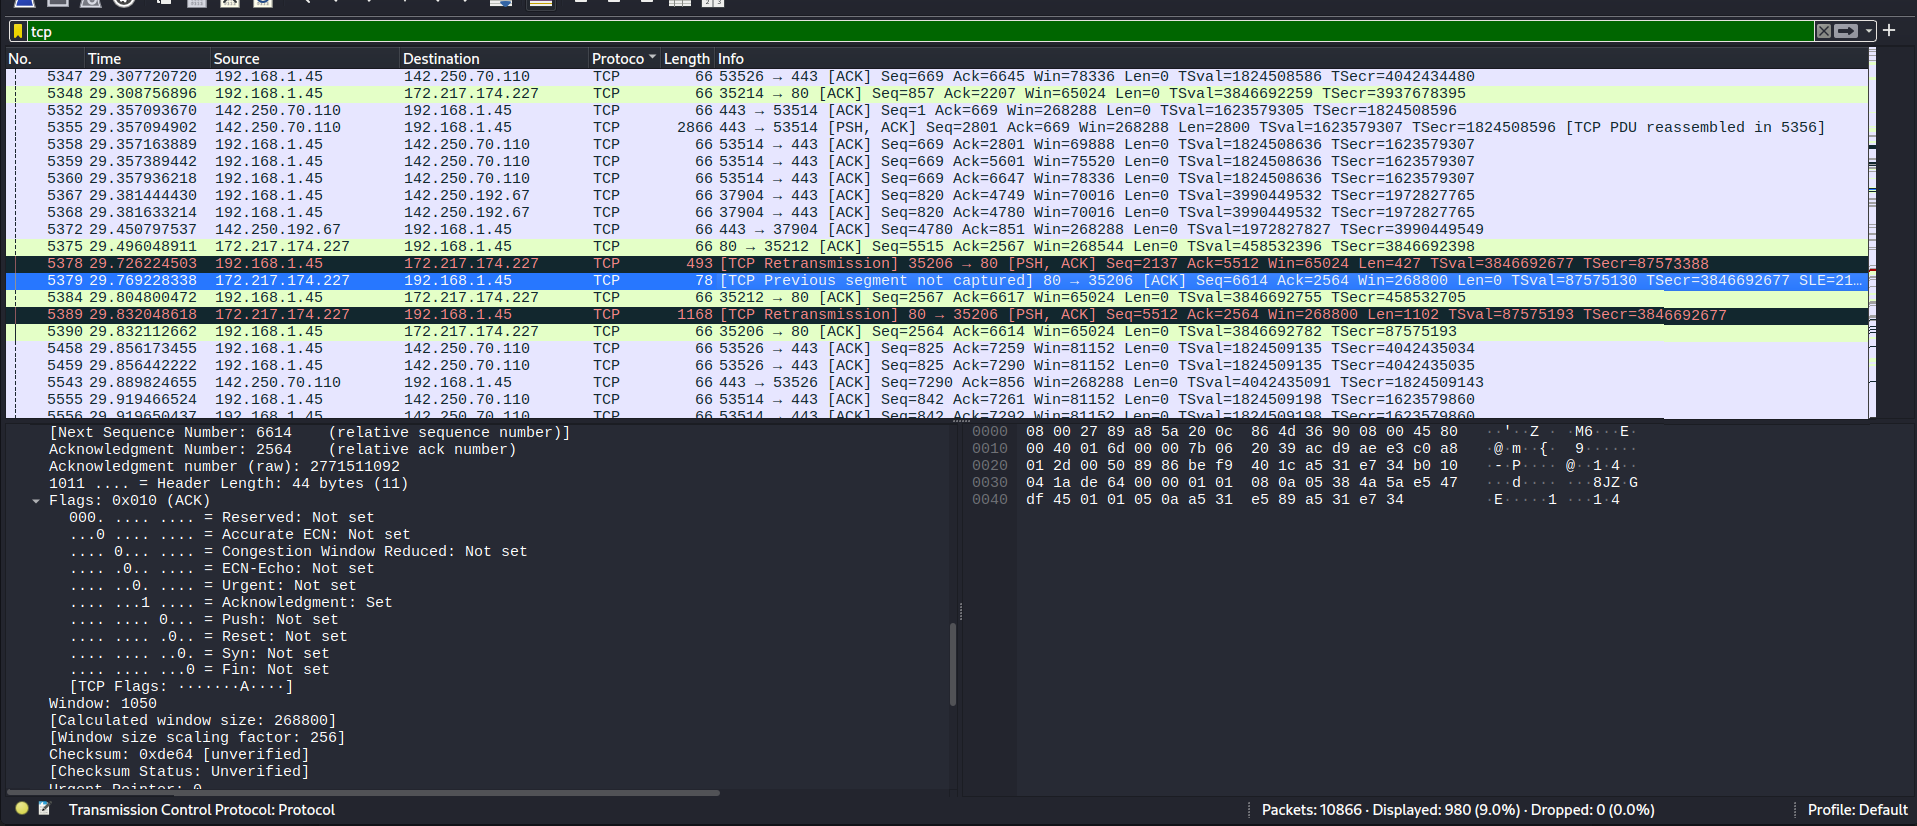 tcp
No. Time Source Destination Protoco Length Info
5347 29.307720720 192.168.1.45 142.250.70.110 TCP 66 53526 → 443 [ACK] Seq=669 Ack=6645 Win=78336 Len=0 TSval=1824508586 TSecr=4042434480
5348 29.308756896 192.168.1.45 172.217.174.227 TCP 66 35214 → 80 [ACK] Seq=857 Ack=2207 Win=65024 Len=0 TSval=3846692259 TSecr=3937678395
5352 29.357093670 142.250.70.110 192.168.1.45 TCP 66 443 → 53514 [ACK] Seq=1 Ack=669 Win=268288 Len=0 TSval=1623579305 TSecr=1824508596
5355 29.357094902 142.250.70.110 192.168.1.45 TCP 2866 443 → 53514 [PSH, ACK] Seq=2801 Ack=669 Win=268288 Len=2800 TSval=1623579307 TSecr=1824508596 [TCP PDU reassembled in 5356]
5358 29.357163889 192.168.1.45 142.250.70.110 TCP 66 53514 → 443 [ACK] Seq=669 Ack=2801 Win=69888 Len=0 TSval=1824508636 TSecr=1623579307
5359 29.357389442 192.168.1.45 142.250.70.110 TCP 66 53514 → 443 [ACK] Seq=669 Ack=5601 Win=75520 Len=0 TSval=1824508636 TSecr=1623579307
5360 29.357936218 192.168.1.45 142.250.70.110 TCP 66 53514 → 443 [ACK] Seq=669 Ack=6647 Win=78336 Len=0 TSval=1824508636 TSecr=1623579307
5367 29.381444430 192.168.1.45 142.250.192.67 TCP 66 37904 → 443 [ACK] Seq=820 Ack=4749 Win=70016 Len=0 TSval=3990449532 TSecr=1972827765
5368 29.381633214 192.168.1.45 142.250.192.67 TCP 66 37904 → 443 [ACK] Seq=820 Ack=4780 Win=70016 Len=0 TSval=3990449532 TSecr=1972827765
5372 29.450797537 142.250.192.67 192.168.1.45 TCP 66 443 → 37904 [ACK] Seq=4780 Ack=851 Win=268288 Len=0 TSval=1972827827 TSecr=3990449549
5375 29.496048911 172.217.174.227 192.168.1.45 TCP 66 80 → 35212 [ACK] Seq=5515 Ack=2567 Win=268544 Len=0 TSval=458532396 TSecr=3846692398
5378 29.726224503 192.168.1.45 172.217.174.227 TCP 493 [TCP Retransmission] 35206 → 80 [PSH, ACK] Seq=2137 Ack=5512 Win=65024 Len=427 TSval=3846692677 TSecr=87573388
5379 29.769228338 172.217.174.227 192.168.1.45 TCP 78 [TCP Previous segment not captured] 80 → 35206 [ACK] Seq=6614 Ack=2564 Win=268800 Len=0 TSval=87575130 TSecr=3846692677 SLE=21…
5384 29.804800472 192.168.1.45 172.217.174.227 TCP 66 35212 → 80 [ACK] Seq=2567 Ack=6617 Win=65024 Len=0 TSval=3846692755 TSecr=458532705
5389 29.832048618 172.217.174.227 192.168.1.45 TCP 1168 [TCP Retransmission] 80 → 35206 [PSH, ACK] Seq=5512 Ack=2564 Win=268800 Len=1102 TSval=87575193 TSecr=3846692677
5390 29.832112662 192.168.1.45 172.217.174.227 TCP 66 35206 → 80 [ACK] Seq=2564 Ack=6614 Win=65024 Len=0 TSval=3846692782 TSecr=87575193
5458 29.856173455 192.168.1.45 142.250.70.110 TCP 66 53526 → 443 [ACK] Seq=825 Ack=7259 Win=81152 Len=0 TSval=1824509135 TSecr=4042435034
5459 29.856442222 192.168.1.45 142.250.70.110 TCP 66 53526 → 443 [ACK] Seq=825 Ack=7290 Win=81152 Len=0 TSval=1824509135 TSecr=4042435035
5543 29.889824655 142.250.70.110 192.168.1.45 TCP 66 443 → 53526 [ACK] Seq=7290 Ack=856 Win=268288 Len=0 TSval=4042435091 TSecr=1824509143
5555 29.919466524 192.168.1.45 142.250.70.110 TCP 66 53514 → 443 [ACK] Seq=842 Ack=7261 Win=81152 Len=0 TSval=1824509198 TSecr=1623579860
5556 29.919650437 192.168.1.45 142.250.70.110 TCP 66 53514 → 443 [ACK] Seq=842 Ack=7292 Win=81152 Len=0 TSval=1824509198 TSecr=1623579860
[Next Sequence Number: 6614    (relative sequence number)]
Acknowledgment Number: 2564    (relative ack number)
Acknowledgment number (raw): 2771511092
1011 .... = Header Length: 44 bytes (11)
Flags: 0x010 (ACK)
000. .... .... = Reserved: Not set
...0 .... .... = Accurate ECN: Not set
.... 0... .... = Congestion Window Reduced: Not set
.... .0.. .... = ECN-Echo: Not set
.... ..0. .... = Urgent: Not set
.... ...1 .... = Acknowledgment: Set
.... .... 0... = Push: Not set
.... .... .0.. = Reset: Not set
.... .... ..0. = Syn: Not set
.... .... ...0 = Fin: Not set
[TCP Flags: ·······A····]
Window: 1050
[Calculated window size: 268800]
[Window size scaling factor: 256]
Checksum: 0xde64 [unverified]
[Checksum Status: Unverified]
Urgent Pointer: 0
0000 08 00 27 89 a8 5a 20 0c 86 4d 36 90 08 00 45 80 ··'··Z · ·M6···E·
0010 00 40 01 6d 00 00 7b 06 20 39 ac d9 ae e3 c0 a8 ·@·m··{· 9······
0020 01 2d 00 50 89 86 be f9 40 1c a5 31 e7 34 b0 10 ·-·P···· @··1·4··
0030 04 1a de 64 00 00 01 01 08 0a 05 38 4a 5a e5 47 ···d···· ···8JZ·G
0040 df 45 01 01 05 0a a5 31 e5 89 a5 31 e7 34 ·E·····1 ···1·4
Transmission Control Protocol: Protocol
Packets: 10866 · Displayed: 980 (9.0%) · Dropped: 0 (0.0%)
Profile: Default